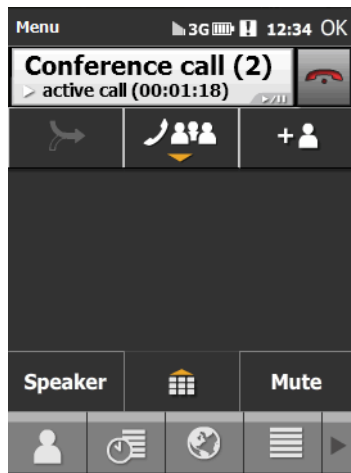 Menu 3G 12:34 OK
Conference call (2)
active call (00:01:18)
Speaker Mute